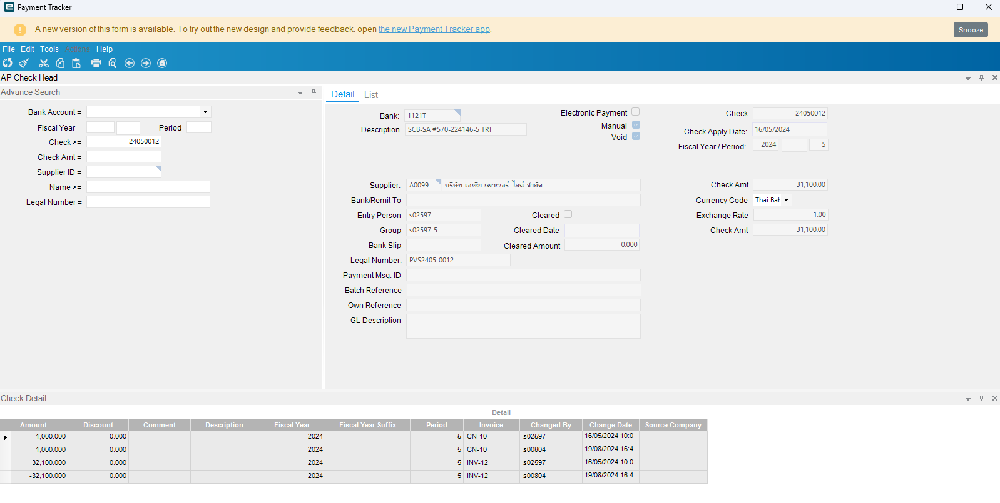 Payment Tracker
A new version of this form is available. To try out the new design and provide feedback, open the new Payment Tracker app.
Snooze
File Edit Tools Actions Help
AP Check Head
Advance Search
Bank Account =
Fiscal Year =
Period
Check >= 24050012
Check Amt =
Supplier ID =
Name >=
Legal Number =
Detail List
Bank: 1121T
Description SCB-SA #570-224146-5 TRF
Electronic Payment
Manual
Void
Check 24050012
Check Apply Date: 16/05/2024
Fiscal Year / Period: 2024 5
Supplier: A0099 บริษัท เอเซีย เพาเวอร์ ไลน์ จำกัด
Bank/Remit To
Entry Person s02597
Group s02597-5
Bank Slip
Legal Number: PVS2405-0012
Payment Msg. ID
Batch Reference
Own Reference
GL Description
Cleared
Cleared Date
Cleared Amount 0.000
Check Amt 31,100.00
Currency Code Thai Bah
Exchange Rate 1.00
Check Amt 31,100.00
Check Detail
Detail
Amount Discount Comment Description Fiscal Year Fiscal Year Suffix Period Invoice Changed By Change Date Source Company
-1,000.000 0.000 2024 5 CN-10 s02597 16/05/2024 10:0
1,000.000 0.000 2024 5 CN-10 s00804 19/08/2024 16:4
32,100.000 0.000 2024 5 INV-12 s02597 16/05/2024 10:0
-32,100.000 0.000 2024 5 INV-12 s00804 19/08/2024 16:4